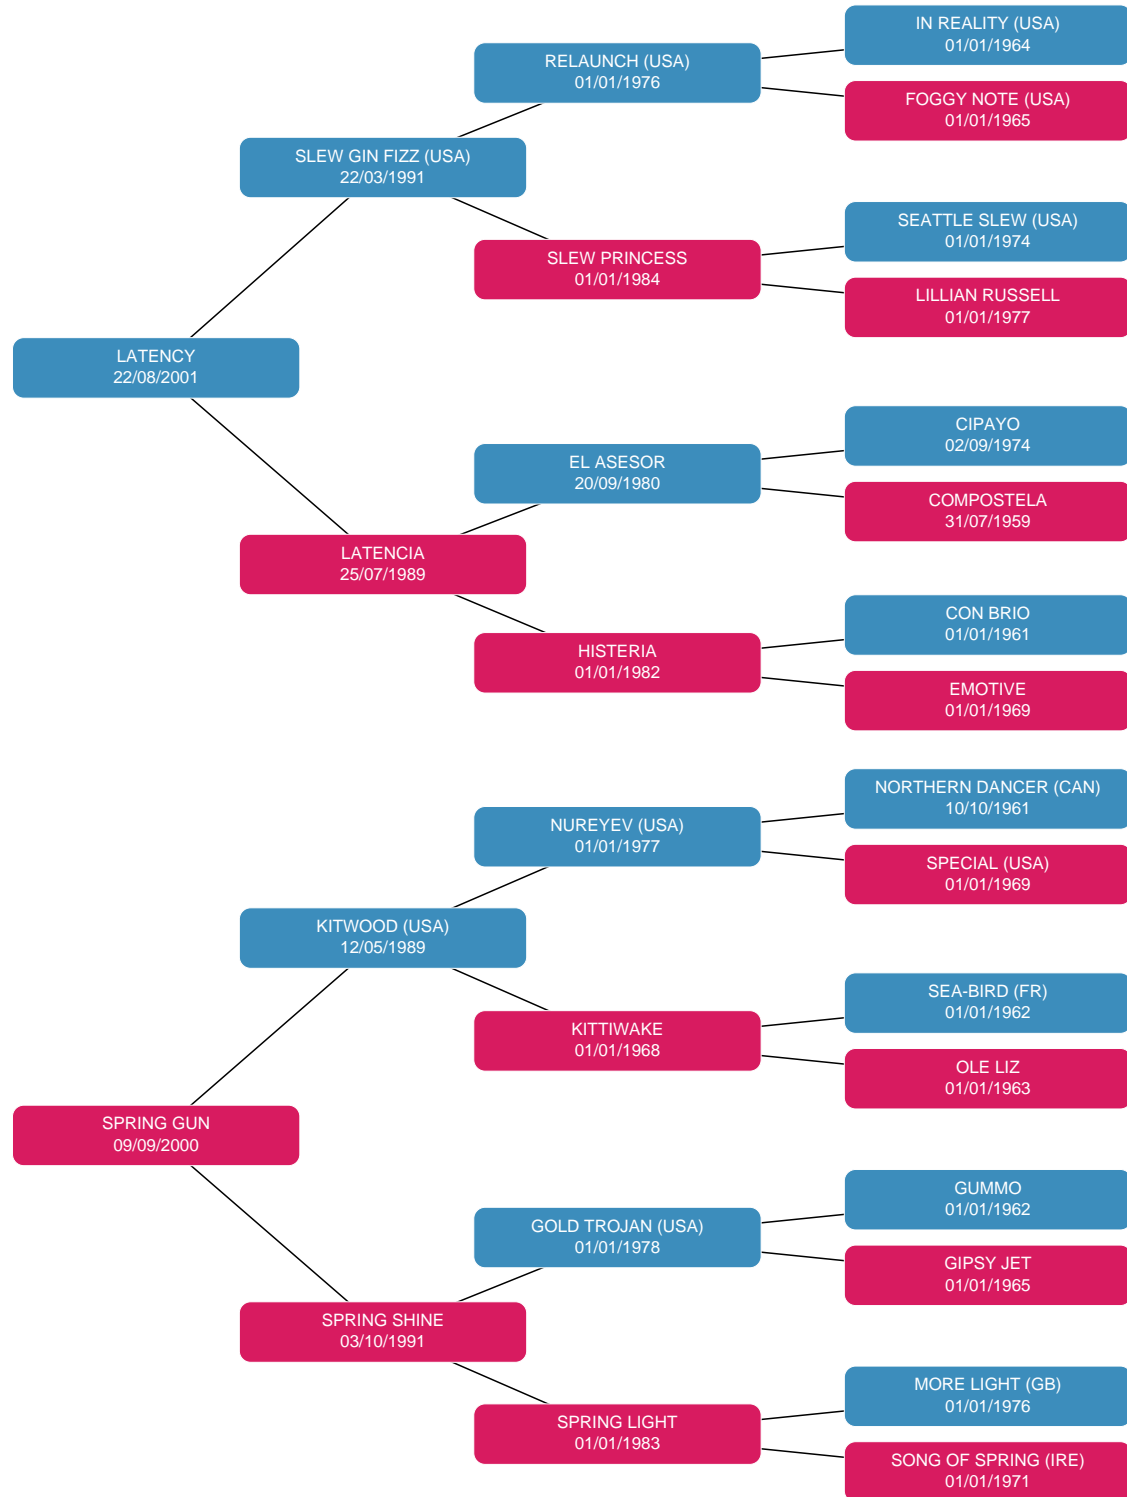 IN REALITY (USA)
01/01/1964
RELAUNCH (USA)
01/01/1976
FOGGY NOTE (USA)
01/01/1965
SLEW GIN FIZZ (USA)
22/03/1991
SEATTLE SLEW (USA)
01/01/1974
SLEW PRINCESS
01/01/1984
LILLIAN RUSSELL
01/01/1977
LATENCY
22/08/2001
CIPAYO
02/09/1974
EL ASESOR
20/09/1980
COMPOSTELA
31/07/1959
LATENCIA
25/07/1989
CON BRIO
01/01/1961
HISTERIA
01/01/1982
EMOTIVE
01/01/1969
NORTHERN DANCER (CAN)
10/10/1961
NUREYEV (USA)
01/01/1977
SPECIAL (USA)
01/01/1969
KITWOOD (USA)
12/05/1989
SEA-BIRD (FR)
01/01/1962
KITTIWAKE
01/01/1968
OLE LIZ
01/01/1963
SPRING GUN
09/09/2000
GUMMO
01/01/1962
GOLD TROJAN (USA)
01/01/1978
GIPSY JET
01/01/1965
SPRING SHINE
03/10/1991
MORE LIGHT (GB)
01/01/1976
SPRING LIGHT
01/01/1983
SONG OF SPRING (IRE)
01/01/1971